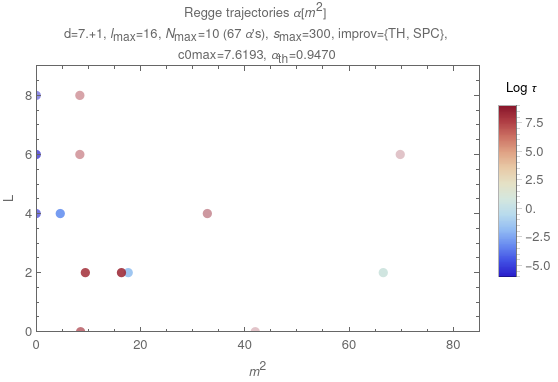 Regge trajectories α[m²]
d=7.+1, lmax=16, Nmax=10 (67 α's), smax=300, improv={TH, SPC},
c0max=7.6193, αth=0.9470
Log τ
8
6
4
2
0
L
7.5
5.0
2.5
0.
−2.5
−5.0
0 20 40 60 80
m²